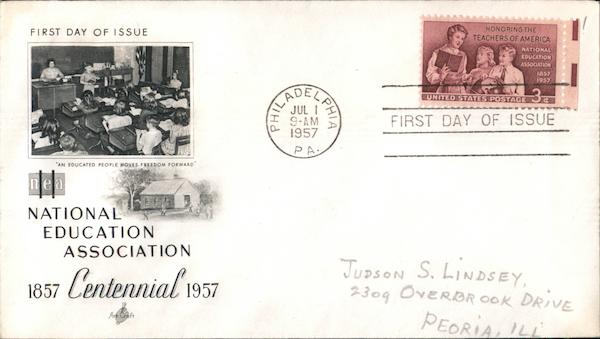 FIRST DAY OF ISSUE
"AN EDUCATED PEOPLE MOVES FREEDOM FORWARD"
nea
NATIONAL
EDUCATION
ASSOCIATION
1857 Centennial 1957
Art Craft
PHILADELPHIA
JUL 1
9-AM
1957
PA.
HONORING THE
TEACHERS OF AMERICA
NATIONAL
EDUCATION
ASSOCIATION
1857
1957
UNITED STATES POSTAGE 3¢
FIRST DAY OF ISSUE
JUDSON S. LINDSEY,
2309 OVERBROOK DRIVE
PEORIA, ILL